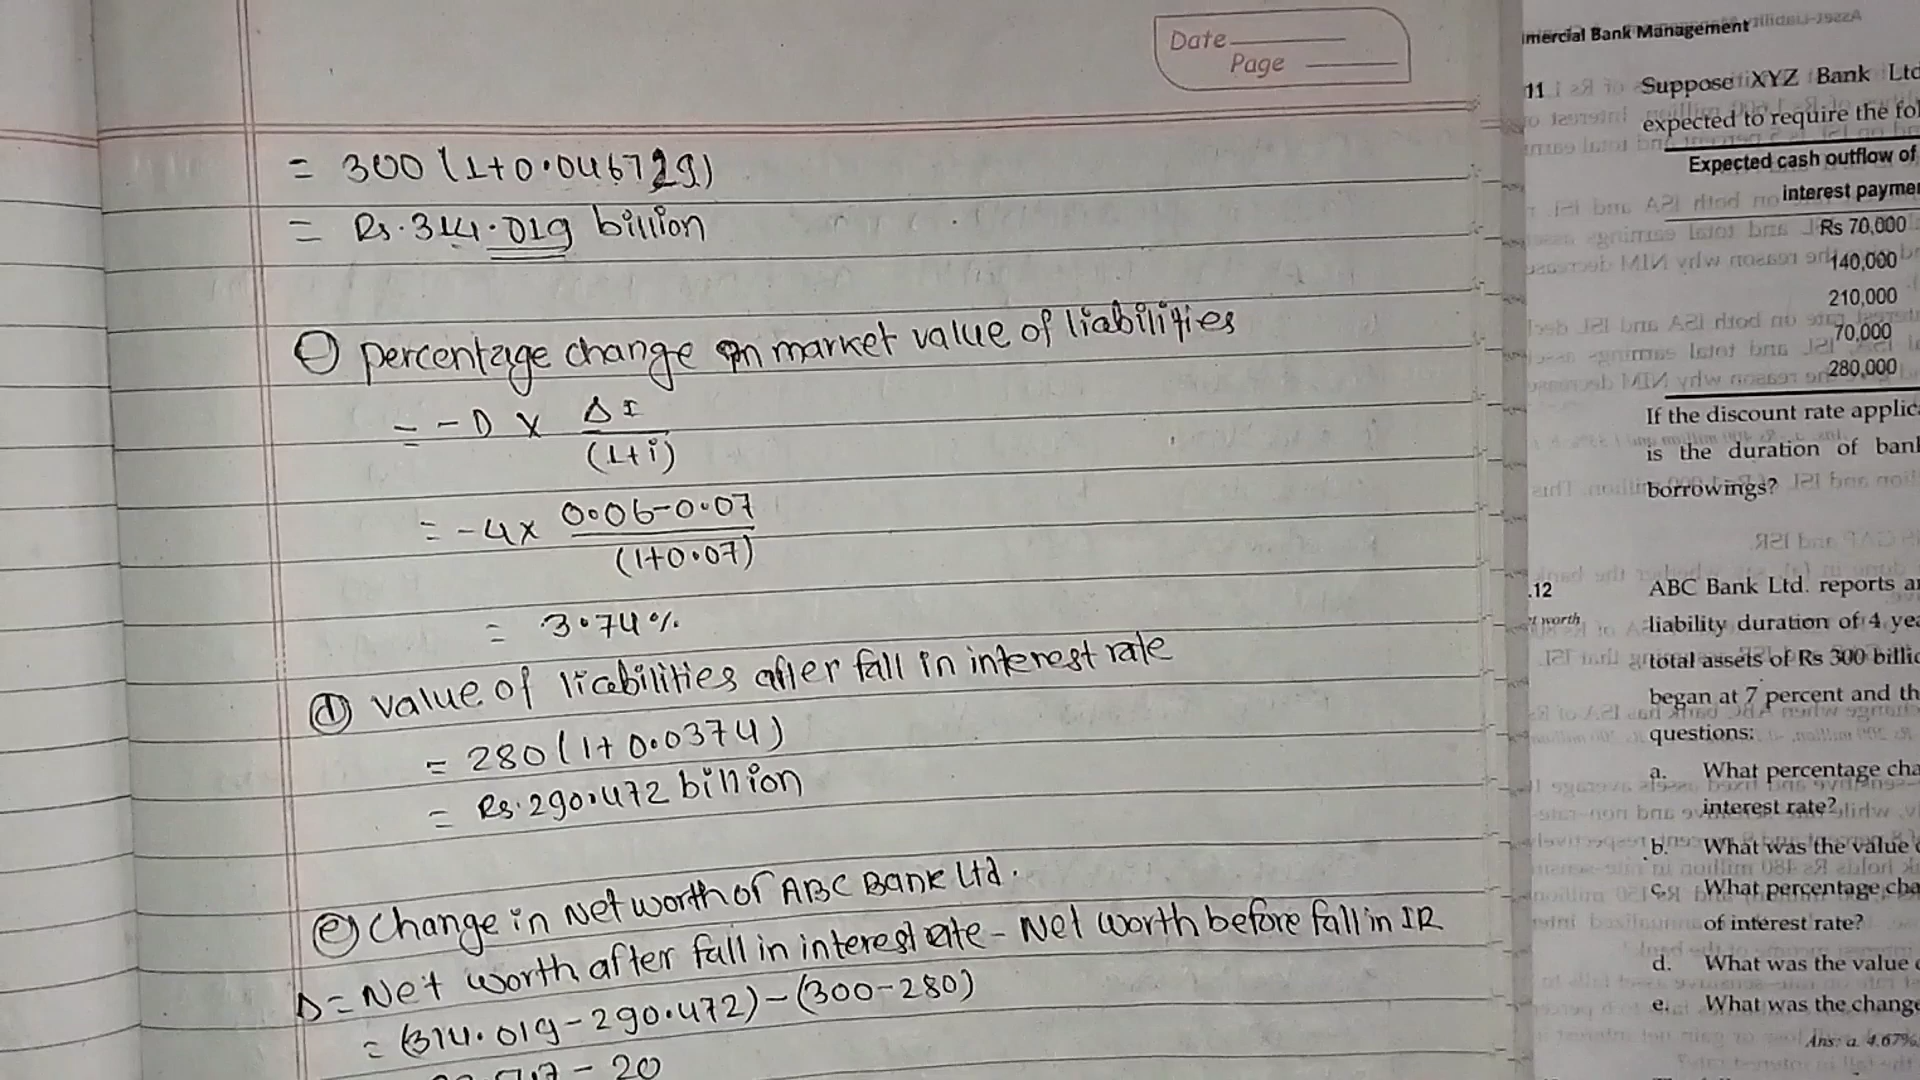 Date
Page
= 300 (1+0.046729)
= Rs. 314.019 billion
c) percentage change in market value of liabilities
= -D × ΔI
(1+i)
= -4× 0.06-0.07
(1+0.07)
= 3.74%
d) value of liabilities after fall in interest rate
= 280(1+0.0374)
= Rs. 290.472 billion
e) Change in Net worth of ABC Bank Ltd.
Δ= Net worth after fall in interest rate - Net worth before fall in IR
= (314.019-290.472)-(300-280)
- 20
mercial Bank Management
11 Suppose XYZ Bank Ltd
expected to require the fol
Expected cash outflow of
interest paymen
Rs 70,000
140,000
210,000
70,000
280,000
If the discount rate applica
is the duration of bank
borrowings?
.12 ABC Bank Ltd. reports an
t worth
liability duration of 4 yea
total assets of Rs 300 billio
began at 7 percent and th
questions:
a. What percentage cha
interest rate?
b. What was the value o
c. What percentage cha
of interest rate?
d. What was the value o
e. What was the change
Ans: a. 4.67%